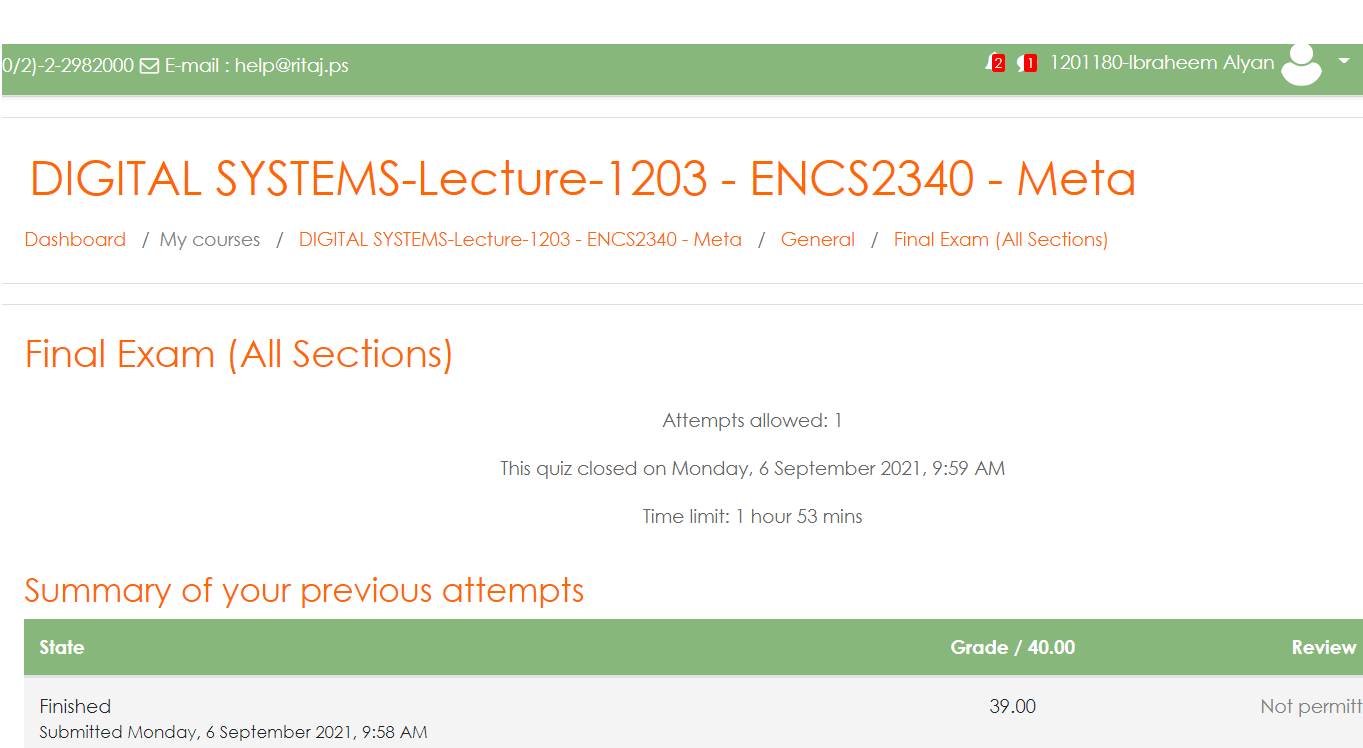 0/2)-2-2982000 E-mail : help@ritaj.ps 2 1 1201180-Ibraheem Alyan
DIGITAL SYSTEMS-Lecture-1203 - ENCS2340 - Meta
Dashboard / My courses / DIGITAL SYSTEMS-Lecture-1203 - ENCS2340 - Meta / General / Final Exam (All Sections)
Final Exam (All Sections)
Attempts allowed: 1
This quiz closed on Monday, 6 September 2021, 9:59 AM
Time limit: 1 hour 53 mins
Summary of your previous attempts
State Grade / 40.00 Review
Finished 39.00 Not permitt
Submitted Monday, 6 September 2021, 9:58 AM